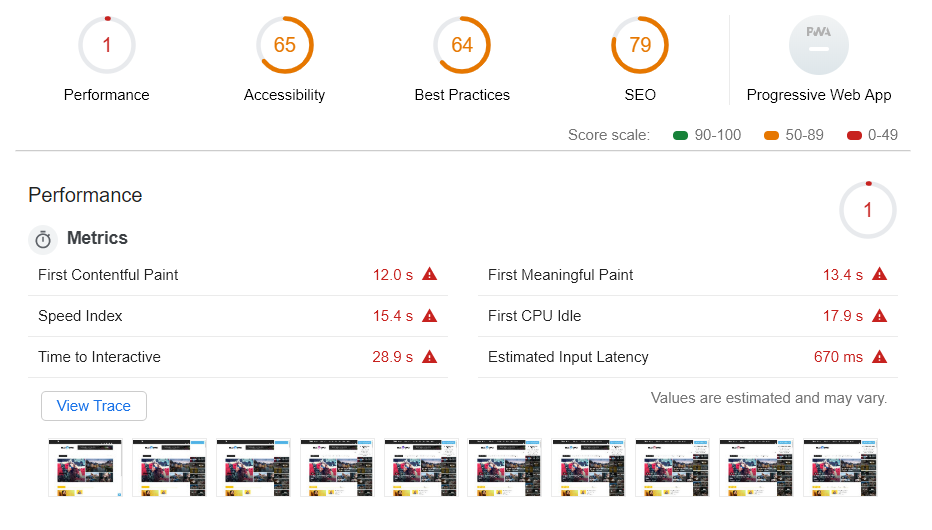 1 65 64 79 PWA
Performance Accessibility Best Practices SEO Progressive Web App
Score scale: 90-100 50-89 0-49
Performance
1
Metrics
First Contentful Paint 12.0 s First Meaningful Paint 13.4 s
Speed Index 15.4 s First CPU Idle 17.9 s
Time to Interactive 28.9 s Estimated Input Latency 670 ms
View Trace Values are estimated and may vary.